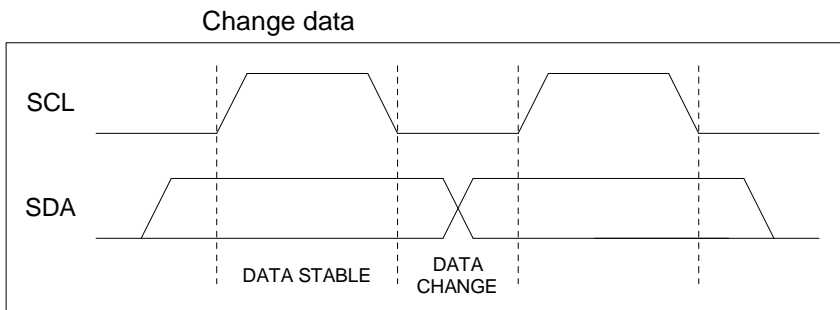 Change data
SCL
SDA
DATA STABLE
DATA
CHANGE